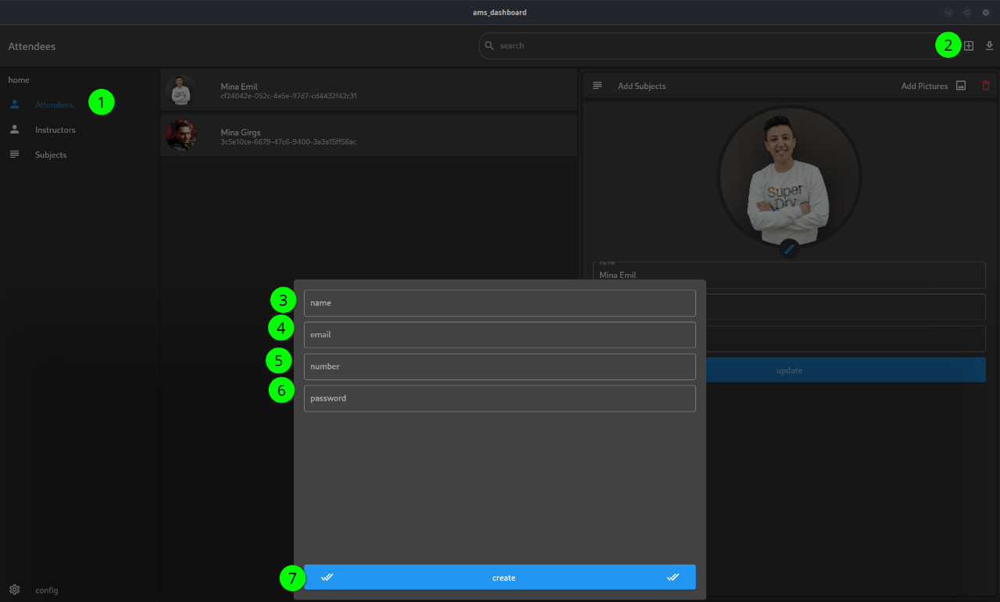 ams_dashboard
Attendees
search
2
home
Attendees
1
Instructors
Subjects
Mina Emil
cf24042e-052c-4e5e-97d7-cd4432f42c31
Mina Girgs
3c5e10ce-6679-47c6-9400-3a3a15ff56ac
Add Subjects
Add Pictures
Super
Drv
name
Mina Emil
update
3
name
4
email
5
number
6
password
7
create
config